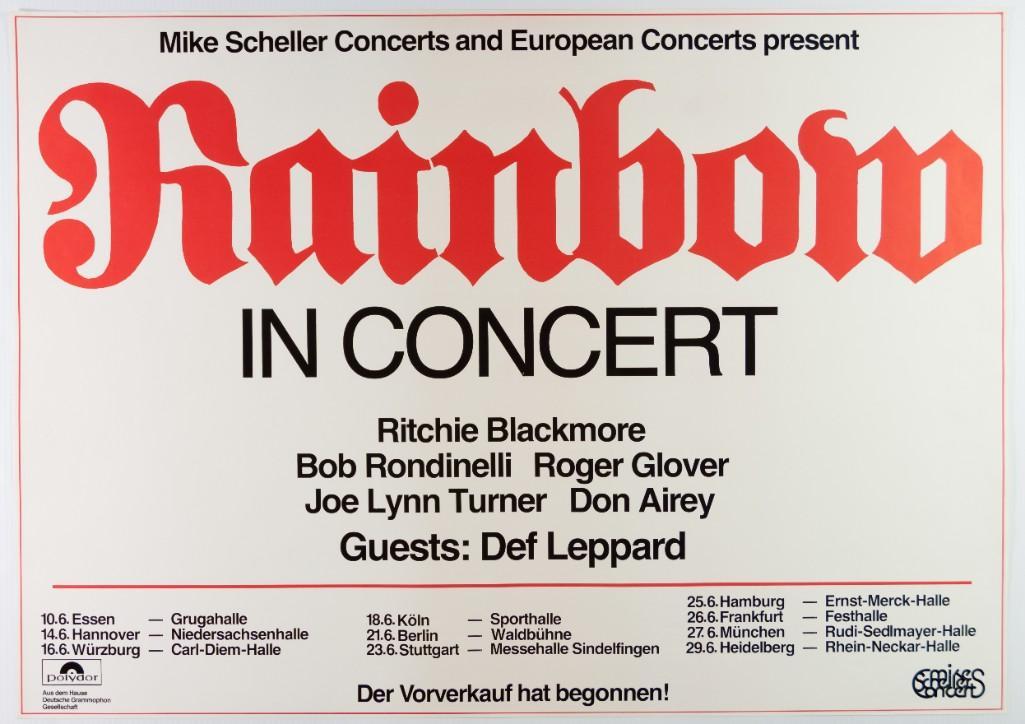 Mike Scheller Concerts and European Concerts present
Rainbow
IN CONCERT
Ritchie Blackmore
Bob Rondinelli Roger Glover
Joe Lynn Turner Don Airey
Guests: Def Leppard
10.6. Essen — Grugahalle
14.6. Hannover — Niedersachsenhalle
16.6. Würzburg — Carl-Diem-Halle
18.6. Köln — Sporthalle
21.6. Berlin — Waldbühne
23.6. Stuttgart — Messehalle Sindelfingen
25.6. Hamburg — Ernst-Merck-Halle
26.6. Frankfurt — Festhalle
27.6. München — Rudi-Sedlmayer-Halle
29.6. Heidelberg — Rhein-Neckar-Halle
polydor
Aus dem Hause
Deutsche Grammophon
Gesellschaft
Der Vorverkauf hat begonnen!